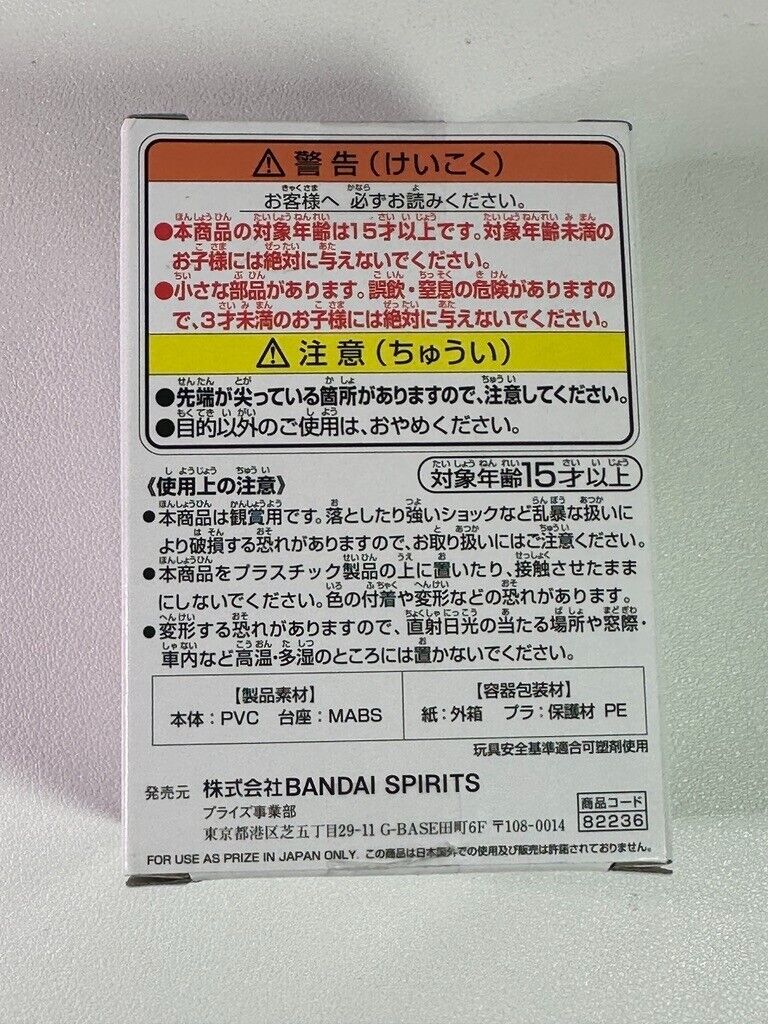 ⚠ 警告（けいこく）
お客様へ 必ずお読みください。
●本商品の対象年齢は15才以上です。対象年齢未満の
お子様には絶対に与えないでください。
●小さな部品があります。誤飲・窒息の危険がありますの
で、3才未満のお子様には絶対に与えないでください。
⚠ 注意（ちゅうい）
●先端が尖っている箇所がありますので、注意してください。
●目的以外のご使用は、おやめください。
《使用上の注意》 対象年齢15才以上
●本商品は観賞用です。落としたり強いショックなど乱暴な扱いに
より破損する恐れがありますので、お取り扱いにはご注意ください。
●本商品をプラスチック製品の上に置いたり、接触させたまま
にしないでください。色の付着や変形などの恐れがあります。
●変形する恐れがありますので、直射日光の当たる場所や窓際・
車内など高温・多湿のところには置かないでください。
【製品素材】 【容器包装材】
本体：PVC 台座：MABS 紙：外箱 プラ：保護材 PE
玩具安全基準適合可塑剤使用
発売元 株式会社BANDAI SPIRITS
プライズ事業部 商品コード
東京都港区芝五丁目29-11 G-BASE田町6F 〒108-0014 82236
FOR USE AS PRIZE IN JAPAN ONLY. この商品は日本国外での使用及び販売は許諾されておりません。